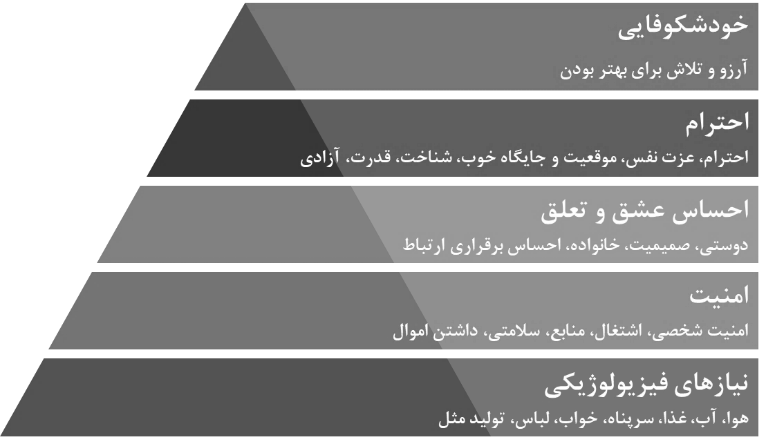 خودشکوفایی
آرزو و تلاش برای بهتر بودن
احترام
احترام، عزت نفس، موقعیت و جایگاه خوب، شناخت، قدرت، آزادی
احساس عشق و تعلق
دوستی، صمیمیت، خانواده، احساس برقراری ارتباط
امنیت
امنیت شخصی، اشتغال، منابع، سلامتی، داشتن اموال
نیازهای فیزیولوژیکی
هوا، آب، غذا، سرپناه، خواب، لباس، تولید مثل